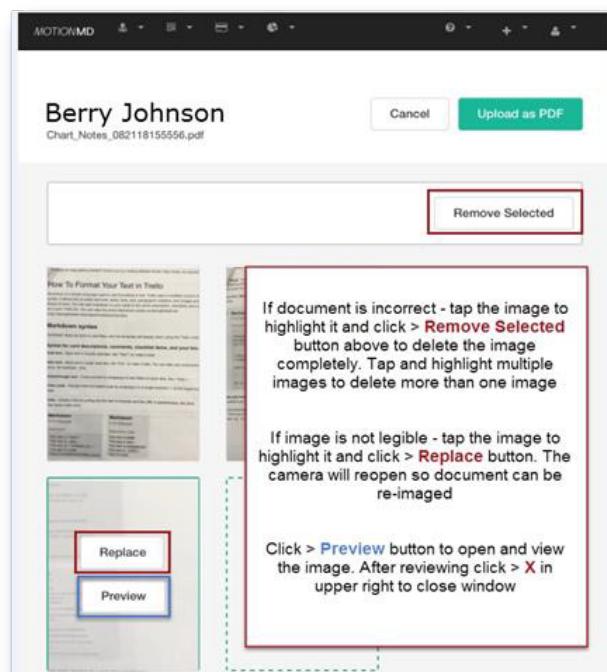 MOTIONMD
Berry Johnson
Chart_Notes_082118155556.pdf
Cancel
Upload as PDF
Remove Selected
How To Format Your Text in Trello
Markdown syntax
If document is incorrect - tap the image to
highlight it and click > Remove Selected
button above to delete the image
completely. Tap and highlight multiple
images to delete more than one image
If image is not legible - tap the image to
highlight it and click > Replace button. The
camera will reopen so document can be
re-imaged
Click > Preview button to open and view
the image. After reviewing click > X in
upper right to close window
Replace
Preview